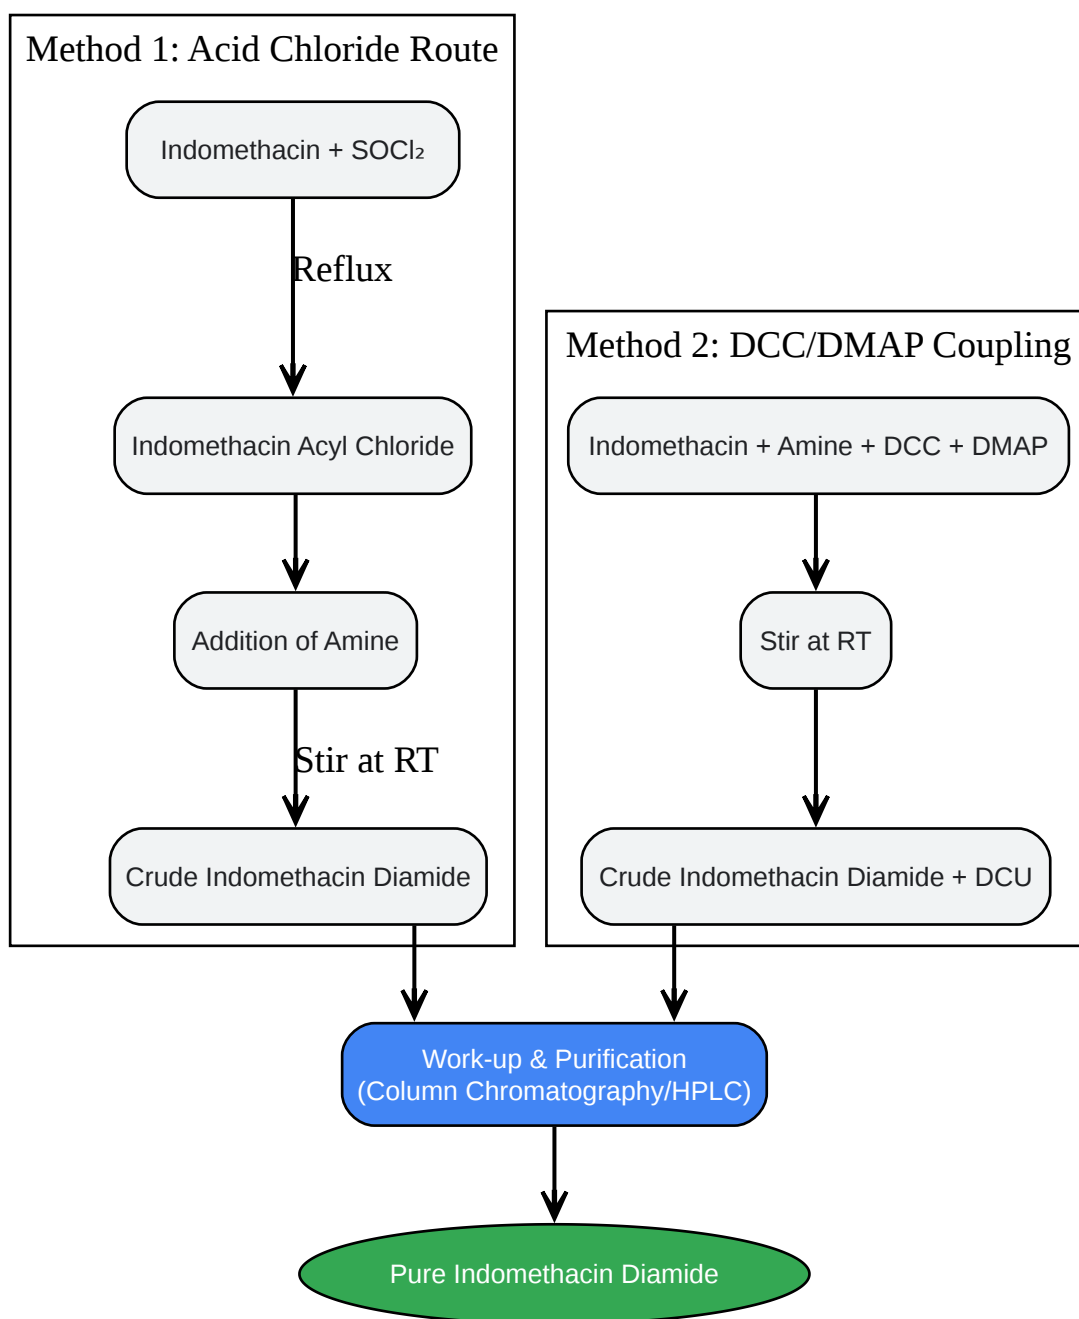 Method 1: Acid Chloride Route
Indomethacin + SOCl₂
Reflux
Indomethacin Acyl Chloride
Addition of Amine
Stir at RT
Crude Indomethacin Diamide
Method 2: DCC/DMAP Coupling
Indomethacin + Amine + DCC + DMAP
Stir at RT
Crude Indomethacin Diamide + DCU
Work-up & Purification
(Column Chromatography/HPLC)
Pure Indomethacin Diamide